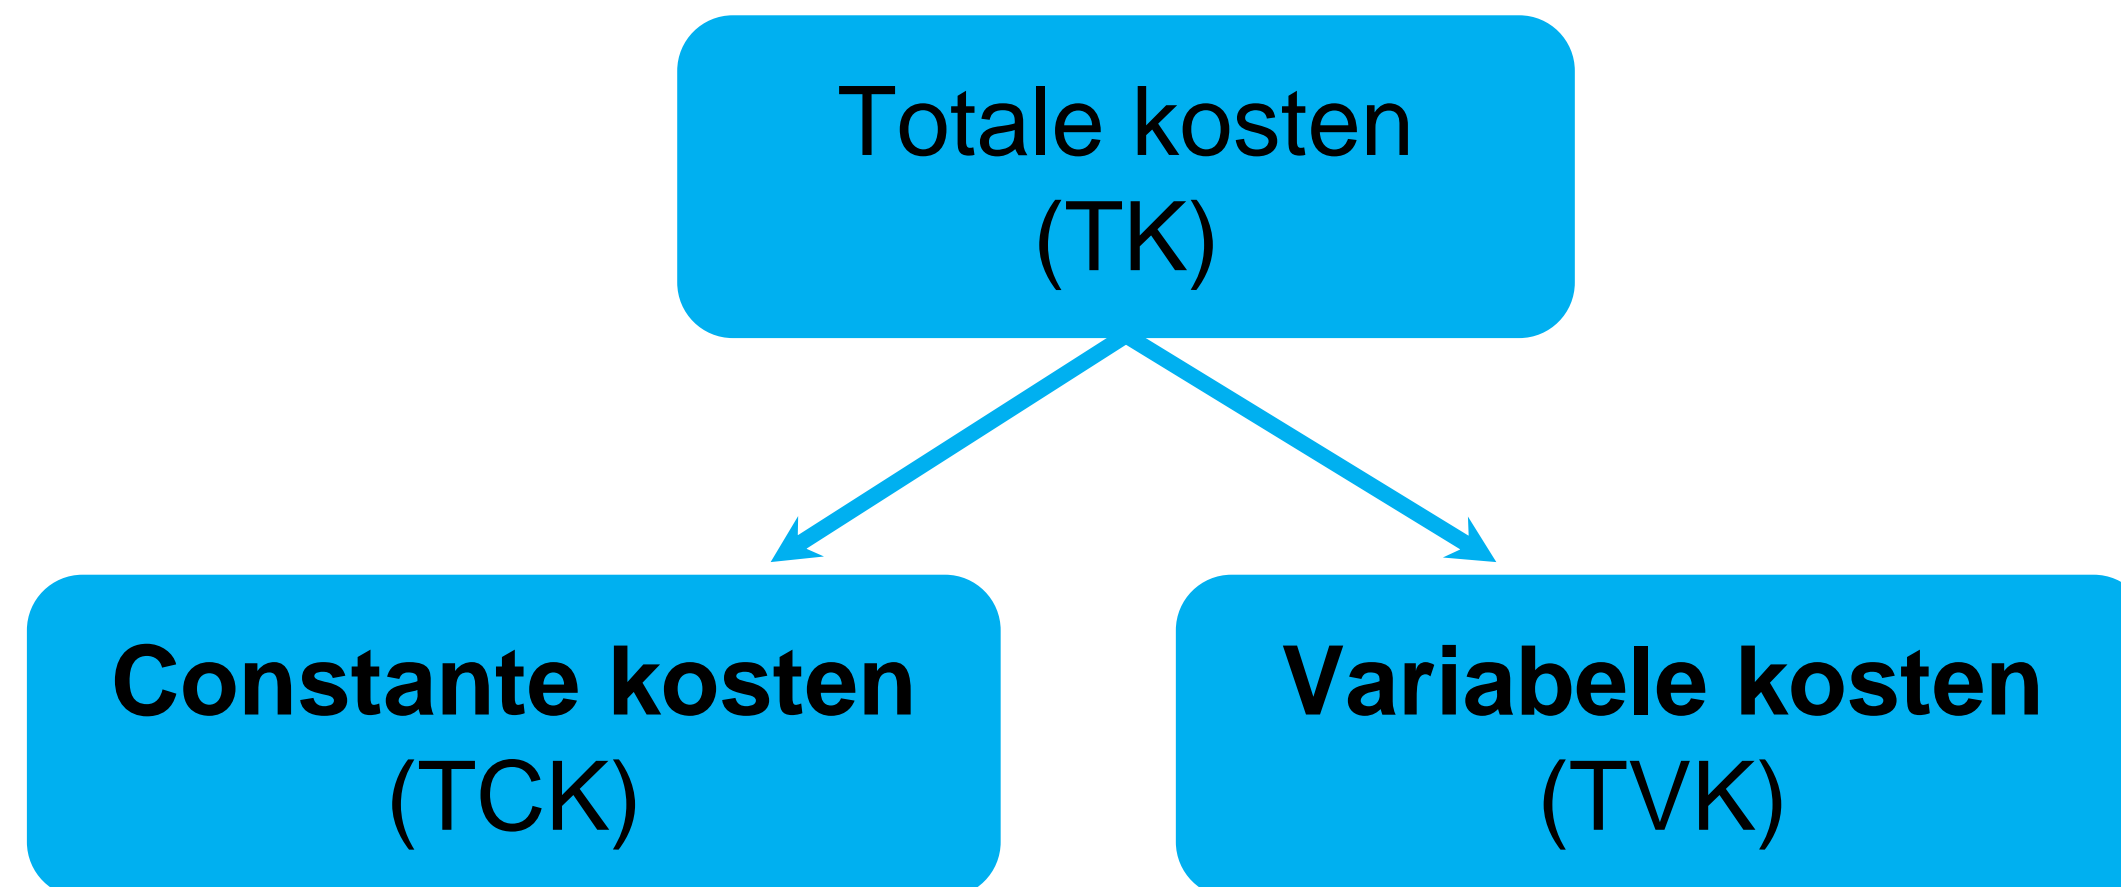 Totale kosten
(TK)
Constante kosten
(TCK)
Variabele kosten
(TVK)